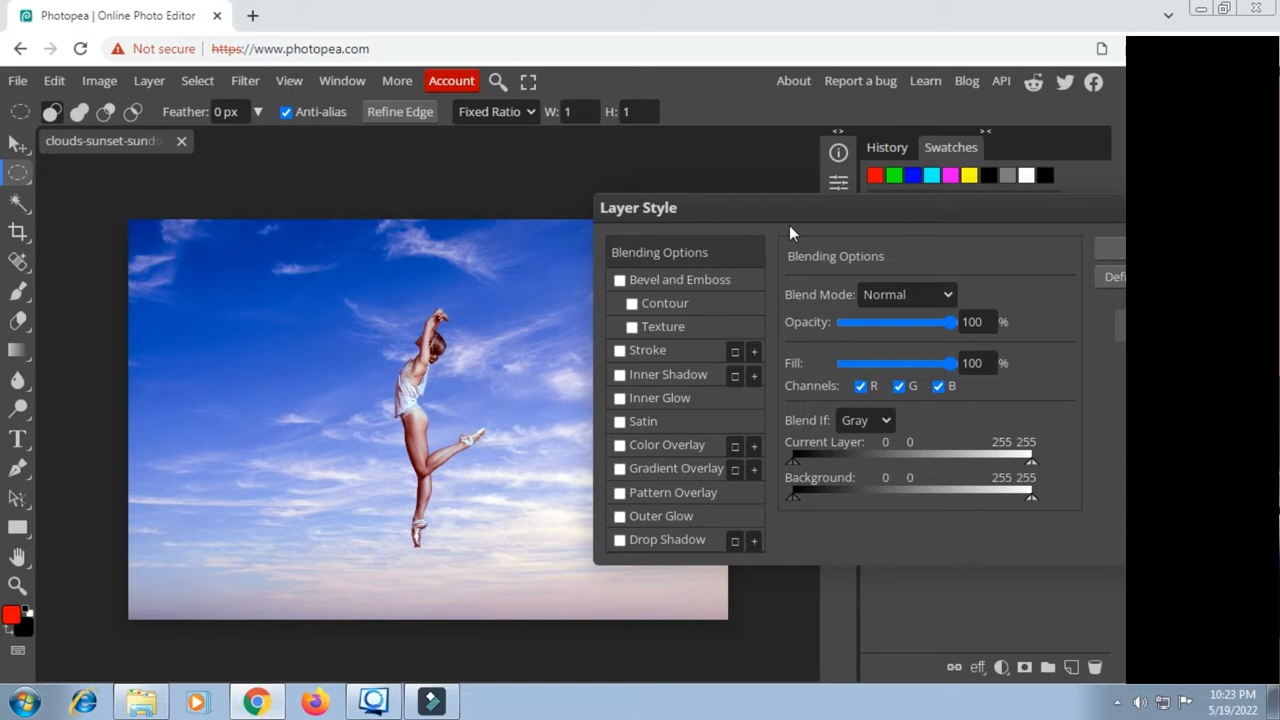 Photopea | Online Photo Editor
Not secure https://www.photopea.com
File Edit Image Layer Select Filter View Window More Account About Report a bug Learn Blog API
Feather: 0 px Anti-alias Refine Edge Fixed Ratio W: 1 H: 1
clouds-sunset-sundo
History Swatches
Layer Style
Blending Options
Bevel and Emboss
Contour
Texture
Stroke
Inner Shadow
Inner Glow
Satin
Color Overlay
Gradient Overlay
Pattern Overlay
Outer Glow
Drop Shadow
Blending Options
Blend Mode: Normal
Opacity: 100 %
Fill: 100 %
Channels: R G B
Blend If: Gray
Current Layer: 0 0 255 255
Background: 0 0 255 255
Defi
eff
10:23 PM
5/19/2022